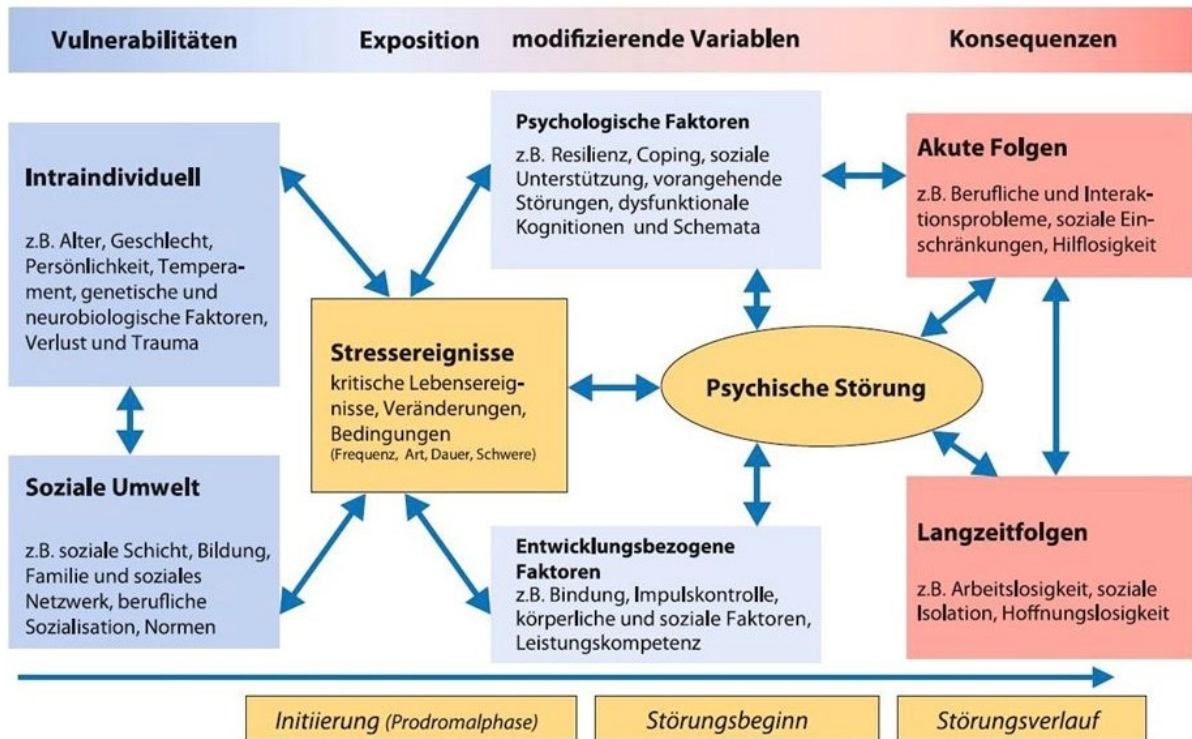 Vulnerabilitäten
Exposition
modifizierende Variablen
Konsequenzen
Intraindividuell
z.B. Alter, Geschlecht,
Persönlichkeit, Tempera-
ment, genetische und
neurobiologische Faktoren,
Verlust und Trauma
Soziale Umwelt
z.B. soziale Schicht, Bildung,
Familie und soziales
Netzwerk, berufliche
Sozialisation, Normen
Stressereignisse
kritische Lebensereig-
nisse, Veränderungen,
Bedingungen
(Frequenz, Art, Dauer, Schwere)
Psychologische Faktoren
z.B. Resilienz, Coping, soziale
Unterstützung, vorangehende
Störungen, dysfunktionale
Kognitionen und Schemata
Psychische Störung
Entwicklungsbezogene
Faktoren
z.B. Bindung, Impulskontrolle,
körperliche und soziale Faktoren,
Leistungskompetenz
Akute Folgen
z.B. Berufliche und Interak-
tionsprobleme, soziale Ein-
schränkungen, Hilflosigkeit
Langzeitfolgen
z.B. Arbeitslosigkeit, soziale
Isolation, Hoffnungslosigkeit
Initiierung (Prodromalphase)
Störungsbeginn
Störungsverlauf